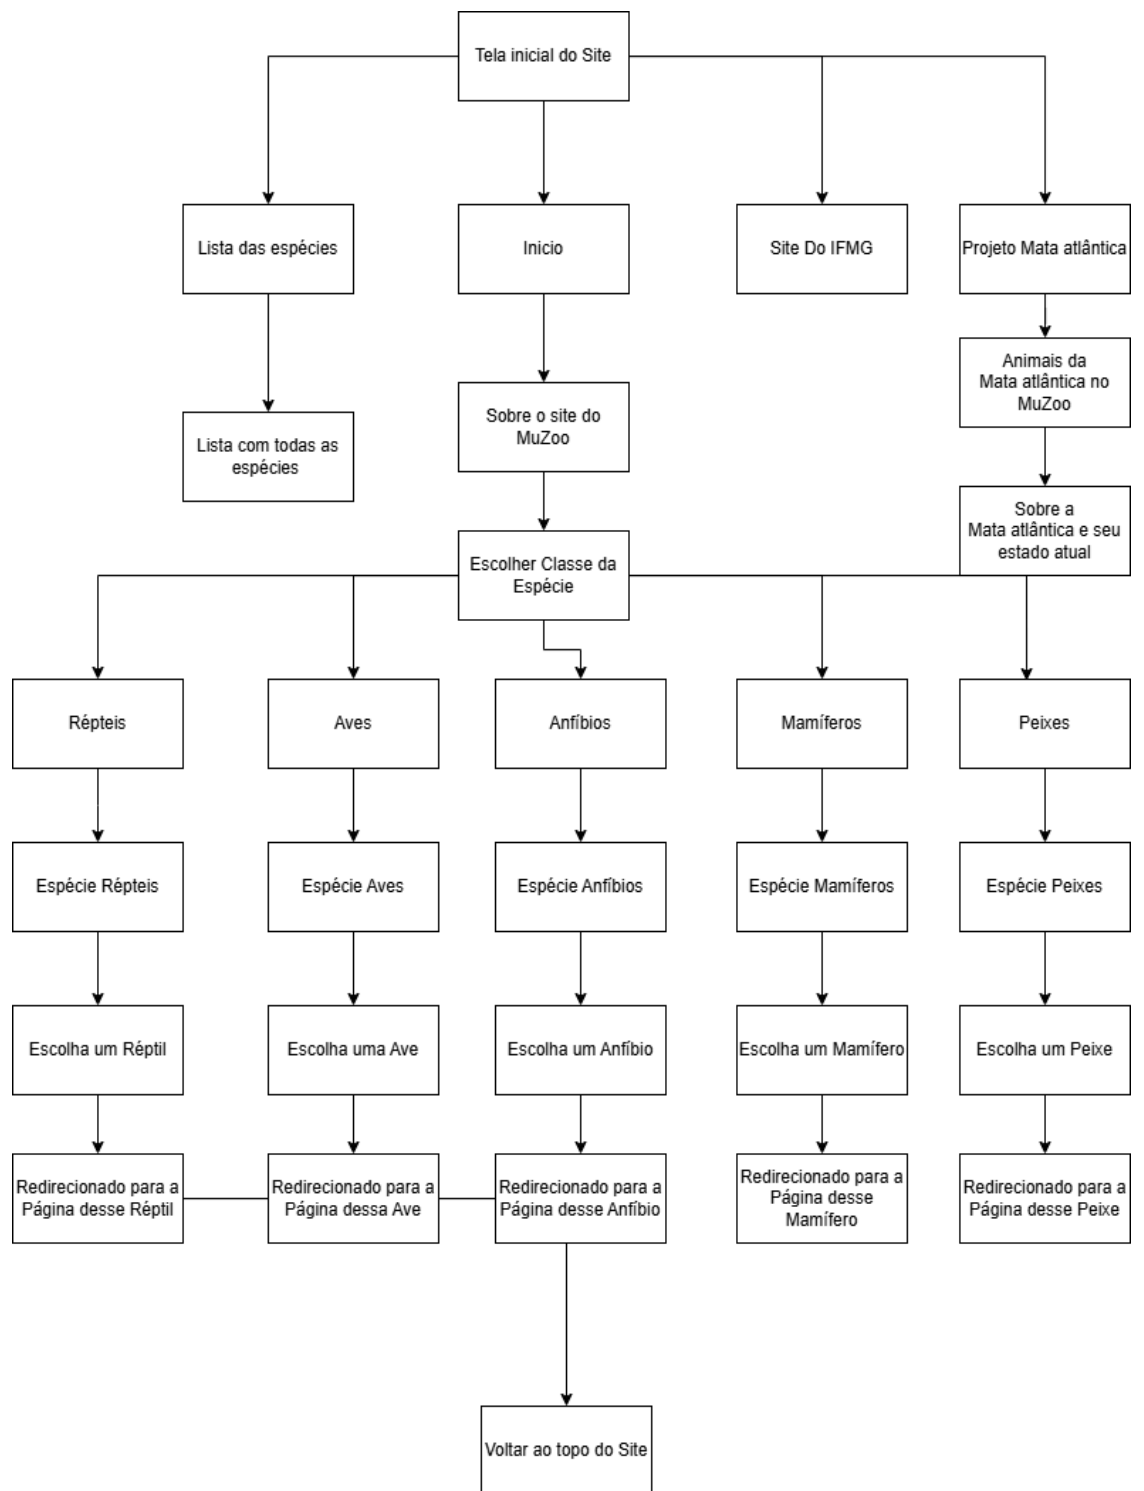 Tela inicial do Site
Lista das espécies
Inicio
Site Do IFMG
Projeto Mata atlântica
Animais da
Mata atlântica no
MuZoo
Sobre o site do
MuZoo
Lista com todas as
espécies
Sobre a
Mata atlântica e seu
estado atual
Escolher Classe da
Espécie
Répteis
Aves
Anfíbios
Mamíferos
Peixes
Espécie Répteis
Espécie Aves
Espécie Anfíbios
Espécie Mamíferos
Espécie Peixes
Escolha um Réptil
Escolha uma Ave
Escolha um Anfíbio
Escolha um Mamífero
Escolha um Peixe
Redirecionado para a
Página desse Réptil
Redirecionado para a
Página dessa Ave
Redirecionado para a
Página desse Anfíbio
Redirecionado para a
Página desse
Mamífero
Redirecionado para a
Página desse Peixe
Voltar ao topo do Site